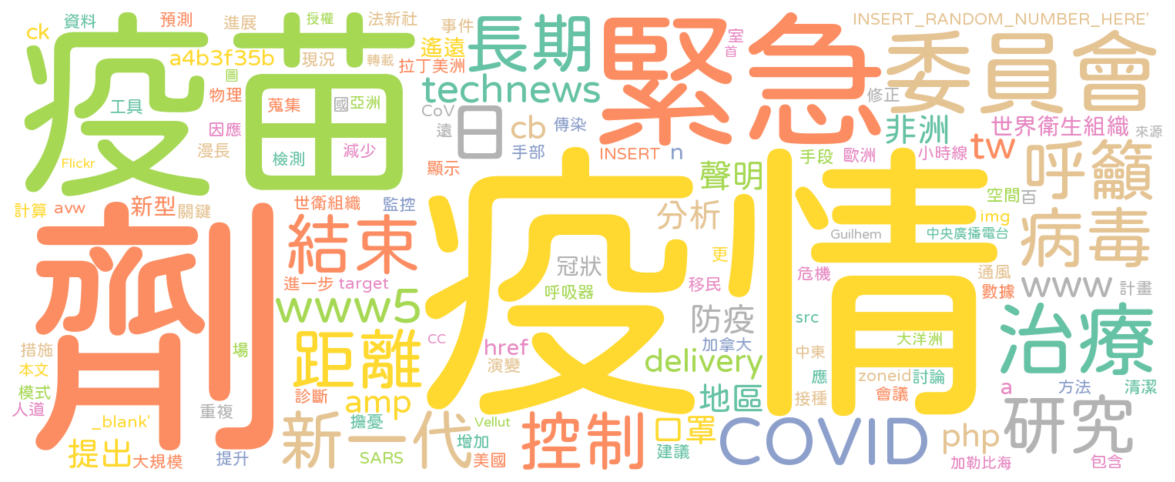 疫苗
疫情
劑
緊急
委員會
長期
technews
日
COVID
研究
治療
控制
新一代
距離
結束
www5
呼籲
病毒
www
tw
非洲
世界衛生組織
INSERT_RANDOM_NUMBER_HERE'
資料
預測
進展
授權
法新社
事件
ck
a4b3f35b
現況
轉載
遙遠
拉丁美洲
圖
物理
工具
蒐集
國
亞洲
CoV
遠
cb
傳染
手部
因應
漫長
檢測
減少
顯示
INSERT
n
室
首
修正
來源
手段
歐洲
小時線
Flickr
計算
avw
新型
關鍵
世衛組織
監控
聲明
分析
空間
百
img
Guilhem
中央廣播電台
冠狀
更
呼吸器
移民
危機
通風
數據
計畫
進一步
target
cc
href
演變
防疫
加拿大
src
大洋洲
中東
措施
本文
模式
人道
場
重複
診斷
amp
delivery
地區
應
zoneid
討論
會議
接種
a
方法
清潔
_blank'
提出
大規模
提升
擔憂
SARS
Vellut
增加
美國
口罩
建議
php
加勒比海
包含